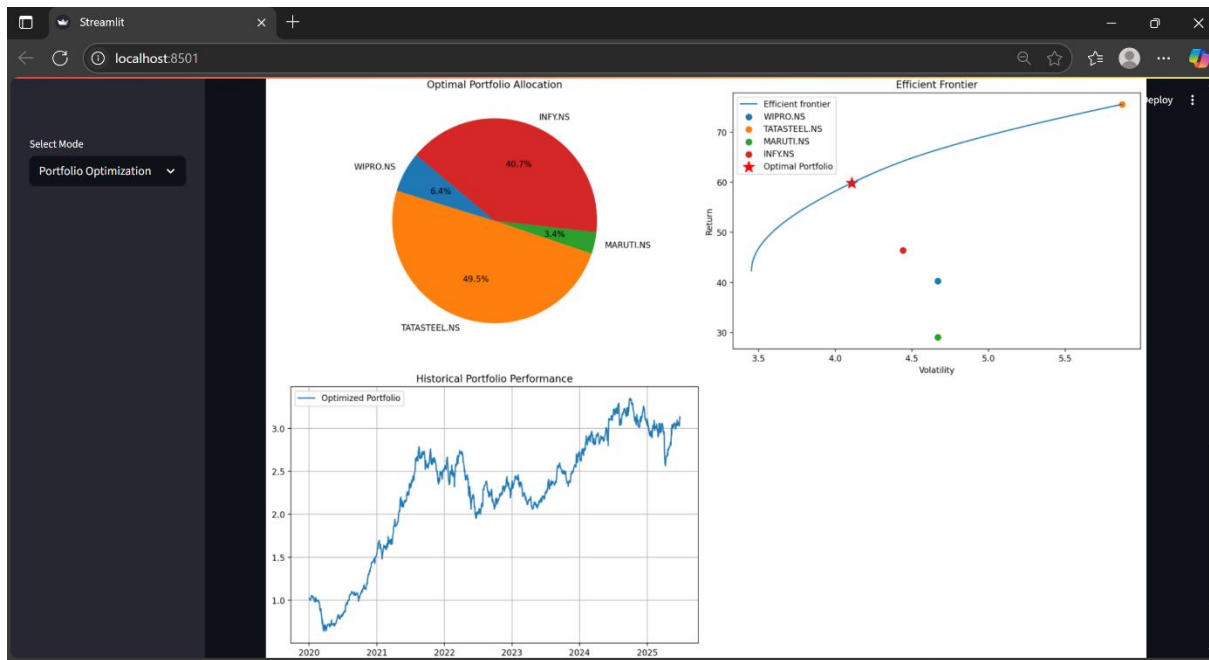 Streamlit
localhost:8501
eploy
Select Mode
Portfolio Optimization
Optimal Portfolio Allocation
INFY.NS
40.7%
WIPRO.NS
6.4%
3.4%
MARUTI.NS
49.5%
TATASTEEL.NS
Efficient Frontier
Efficient frontier
WIPRO.NS
TATASTEEL.NS
MARUTI.NS
INFY.NS
Optimal Portfolio
Return
70
60
50
40
30
3.5 4.0 4.5 5.0 5.5
Volatility
Historical Portfolio Performance
Optimized Portfolio
3.0
2.5
2.0
1.5
1.0
2020 2021 2022 2023 2024 2025